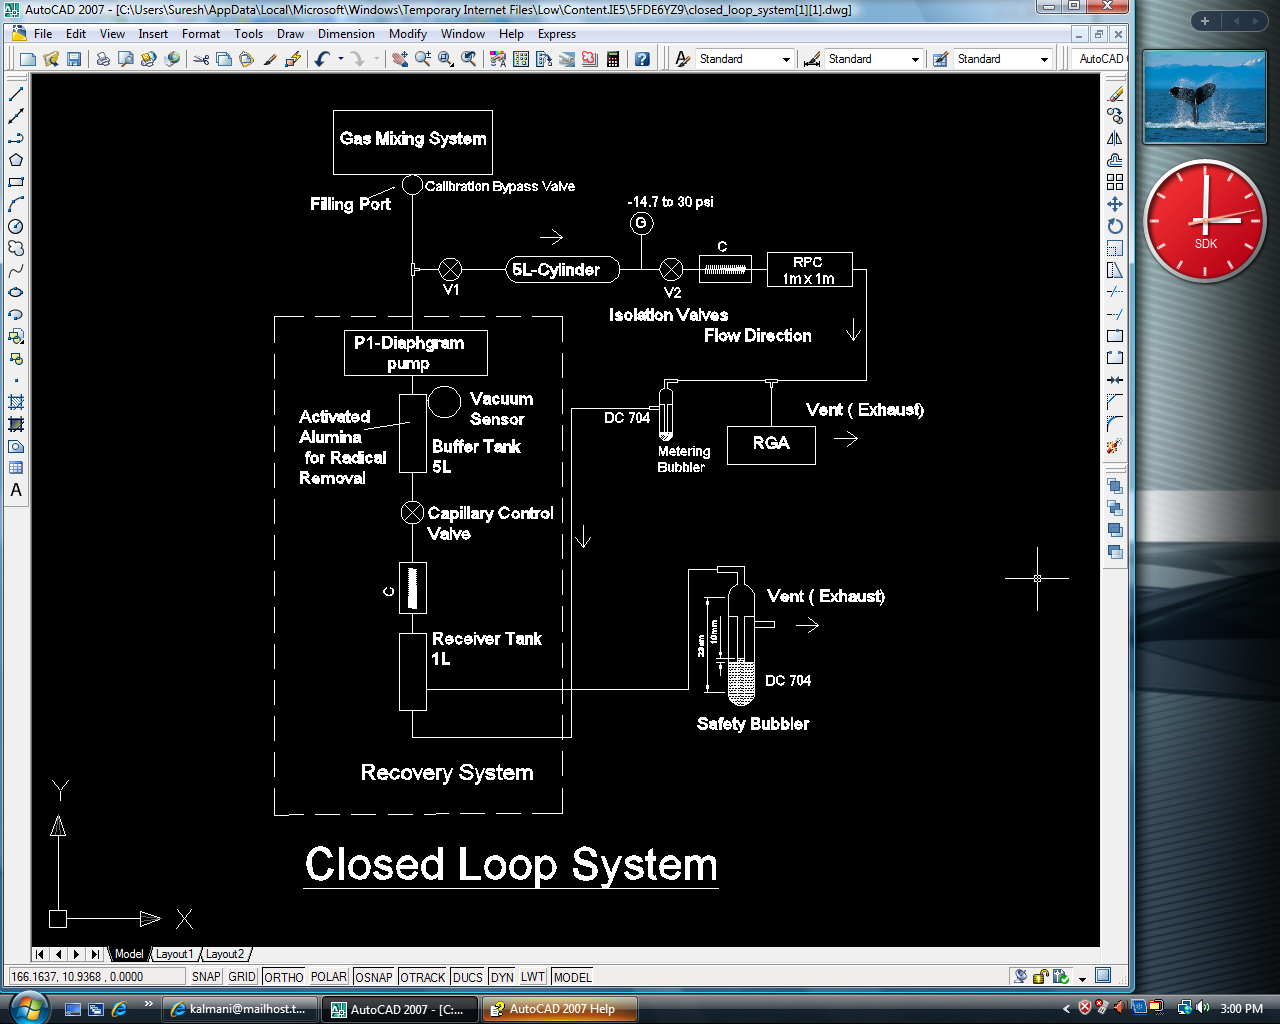 AutoCAD 2007 - [C:\Users\Suresh\AppData\Local\Microsoft\Windows\Temporary Internet Files\Low\Content.IE5\5FDE6YZ9\closed_loop_system[1][1].dwg]
File Edit View Insert Format Tools Draw Dimension Modify Window Help Express
Standard Standard Standard AutoCAD
Gas Mixing System
Calibration Bypass Valve
Filling Port
-14.7 to 30 psi
G
C
5L-Cylinder
RPC
1m x 1m
V1
V2
Isolation Valves
Flow Direction
P1-Diaphgram
pump
Vacuum
Sensor
Activated
Alumina
for Radical
Removal
Buffer Tank
5L
DC 704
Metering
Bubbler
RGA
Vent ( Exhaust)
Capillary Control
Valve
C
Receiver Tank
1L
Vent ( Exhaust)
10mm
DC 704
Safety Bubbler
Recovery System
Closed Loop System
Y
X
SDK
A
Model Layout1 Layout2
166.1637, 10.9368 , 0.0000 SNAP GRID ORTHO POLAR OSNAP OTRACK DUCS DYN LWT MODEL
kalmani@mailhost.t... AutoCAD 2007 - [C:... AutoCAD 2007 Help 3:00 PM